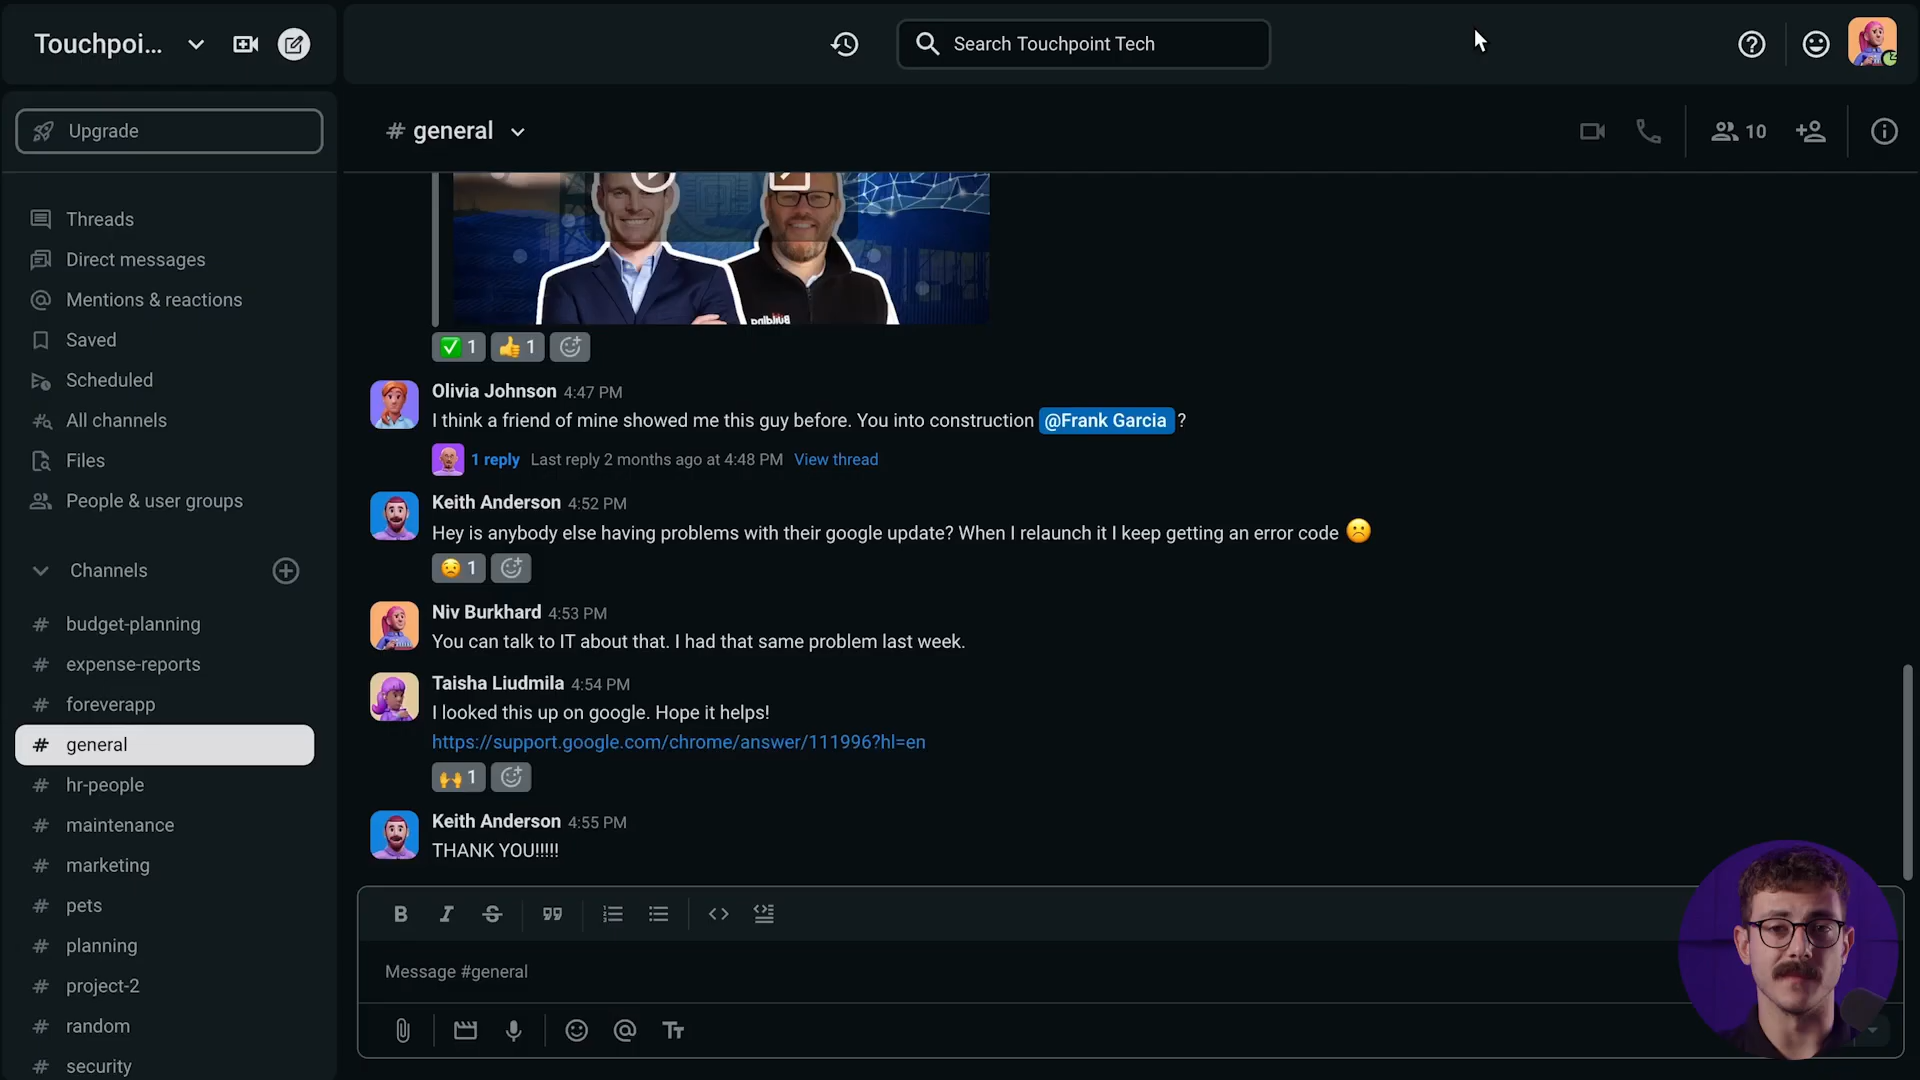 Touchpoi...
Search Touchpoint Tech
Upgrade
# general
10
Threads
Direct messages
Mentions & reactions
Saved
Scheduled
All channels
Files
People & user groups
Channels
# budget-planning
# expense-reports
# foreverapp
# general
# hr-people
# maintenance
# marketing
# pets
# planning
# project-2
# random
# security
Building
✅ 1 👍 1
Olivia Johnson 4:47 PM
I think a friend of mine showed me this guy before. You into construction @Frank Garcia ?
1 reply Last reply 2 months ago at 4:48 PM View thread
Keith Anderson 4:52 PM
Hey is anybody else having problems with their google update? When I relaunch it I keep getting an error code ☹️
😟 1
Niv Burkhard 4:53 PM
You can talk to IT about that. I had that same problem last week.
Taisha Liudmila 4:54 PM
I looked this up on google. Hope it helps!
https://support.google.com/chrome/answer/111996?hl=en
🙌 1
Keith Anderson 4:55 PM
THANK YOU!!!!!
B I S
Message #general
Tт